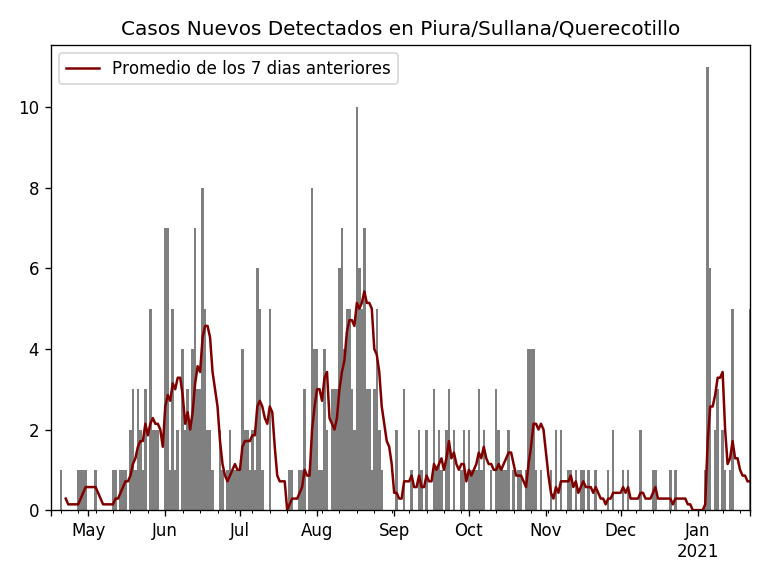 Casos Nuevos Detectados en Piura/Sullana/Querecotillo
Promedio de los 7 dias anteriores
10
8
6
4
2
0
May Jun Jul Aug Sep Oct Nov Dec Jan
2021